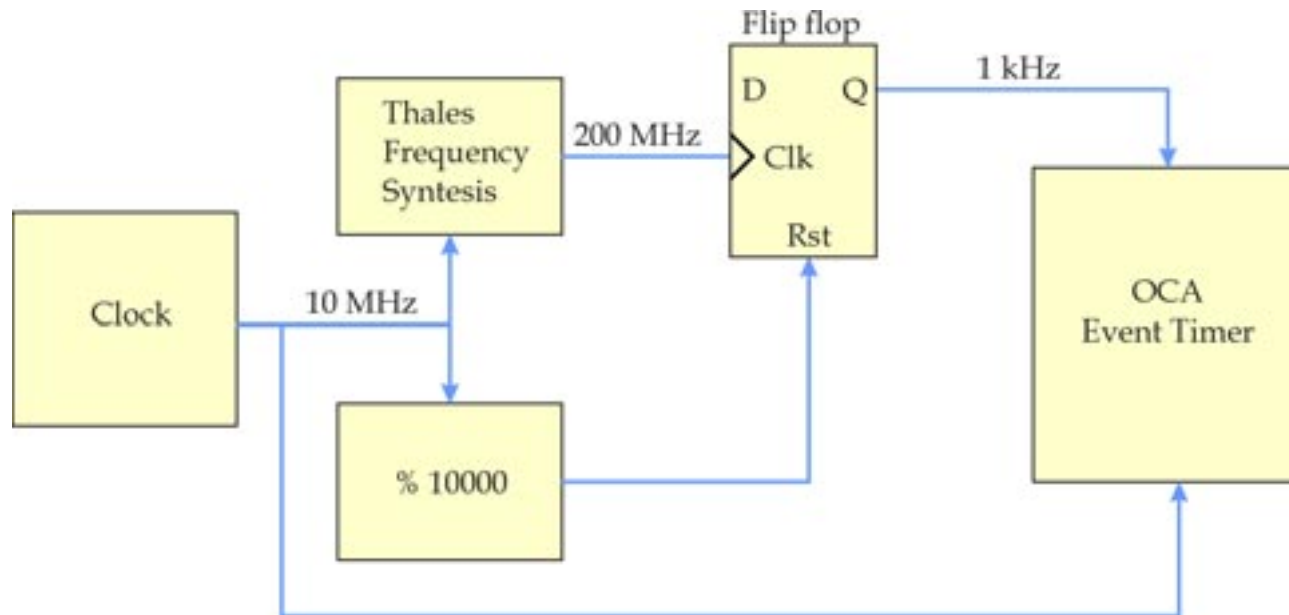 Flip flop
1 kHz
D Q
Thales
Frequency
Syntesis
200 MHz
Clk
Rst
Clock
10 MHz
OCA
Event Timer
% 10000